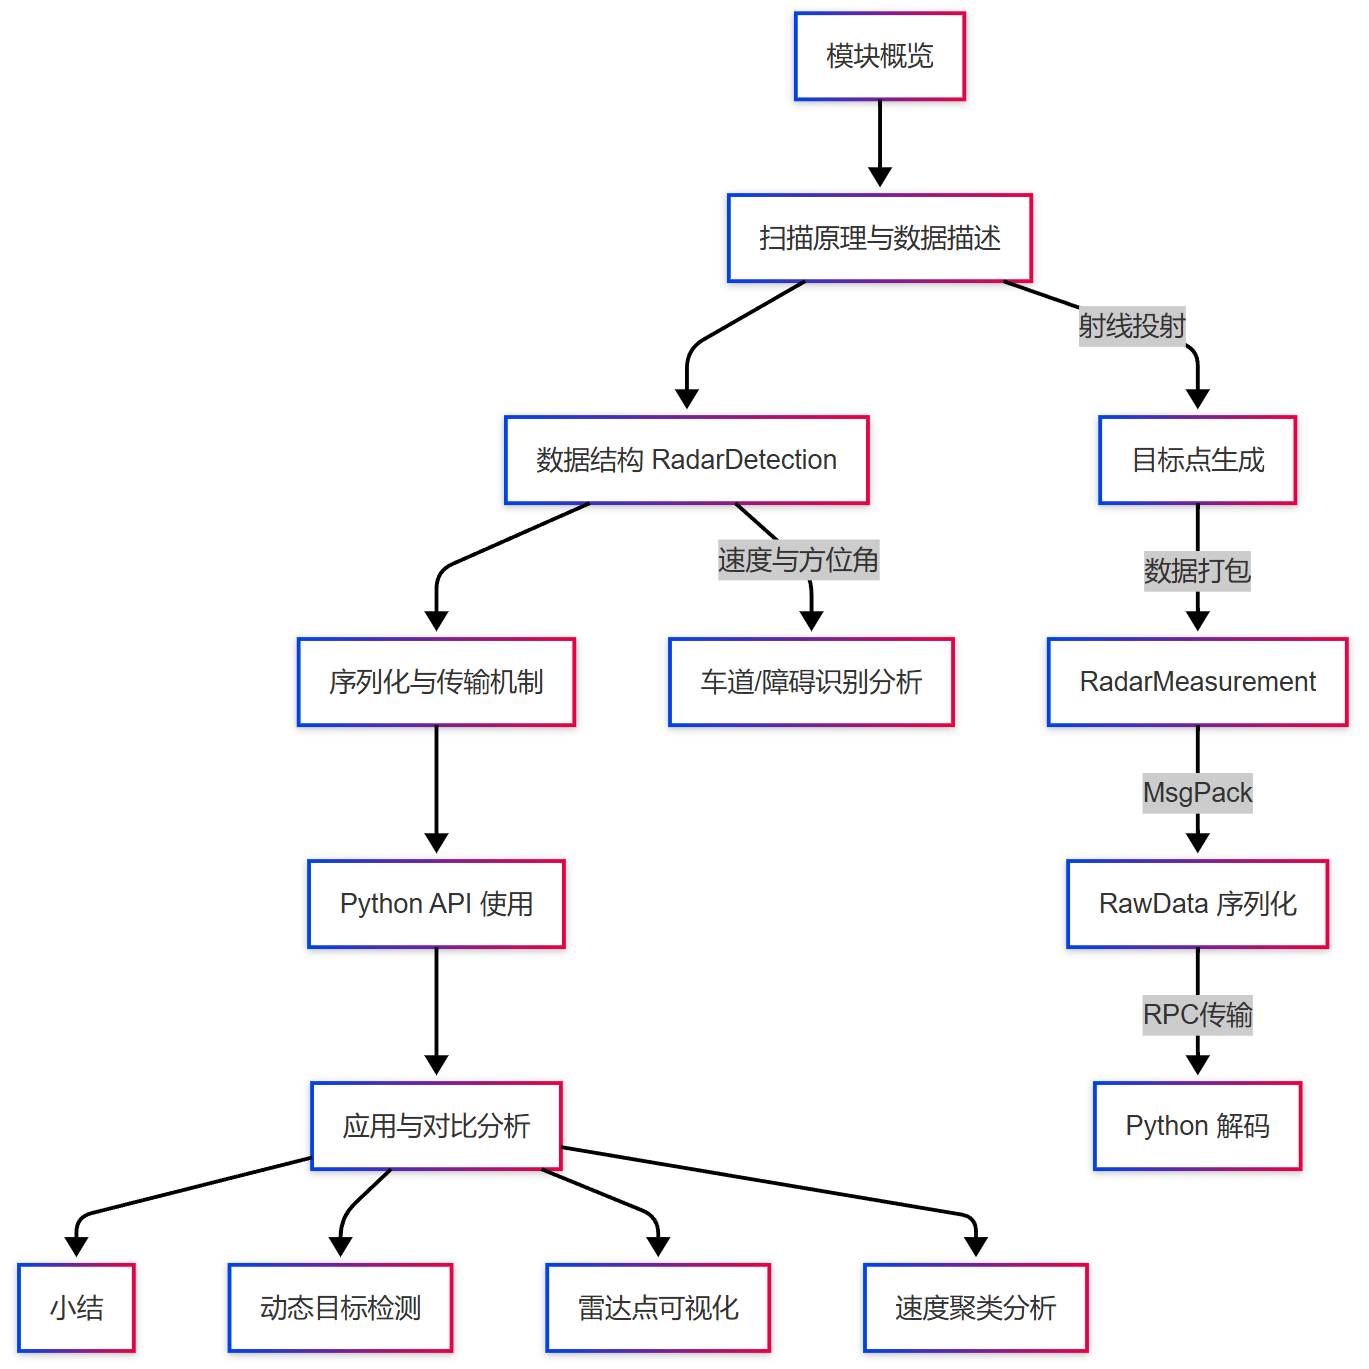 模块概览
扫描原理与数据描述
射线投射
数据结构 RadarDetection
目标点生成
速度与方位角
数据打包
序列化与传输机制
车道/障碍识别分析
RadarMeasurement
MsgPack
Python API 使用
RawData 序列化
RPC传输
应用与对比分析
Python 解码
小结
动态目标检测
雷达点可视化
速度聚类分析